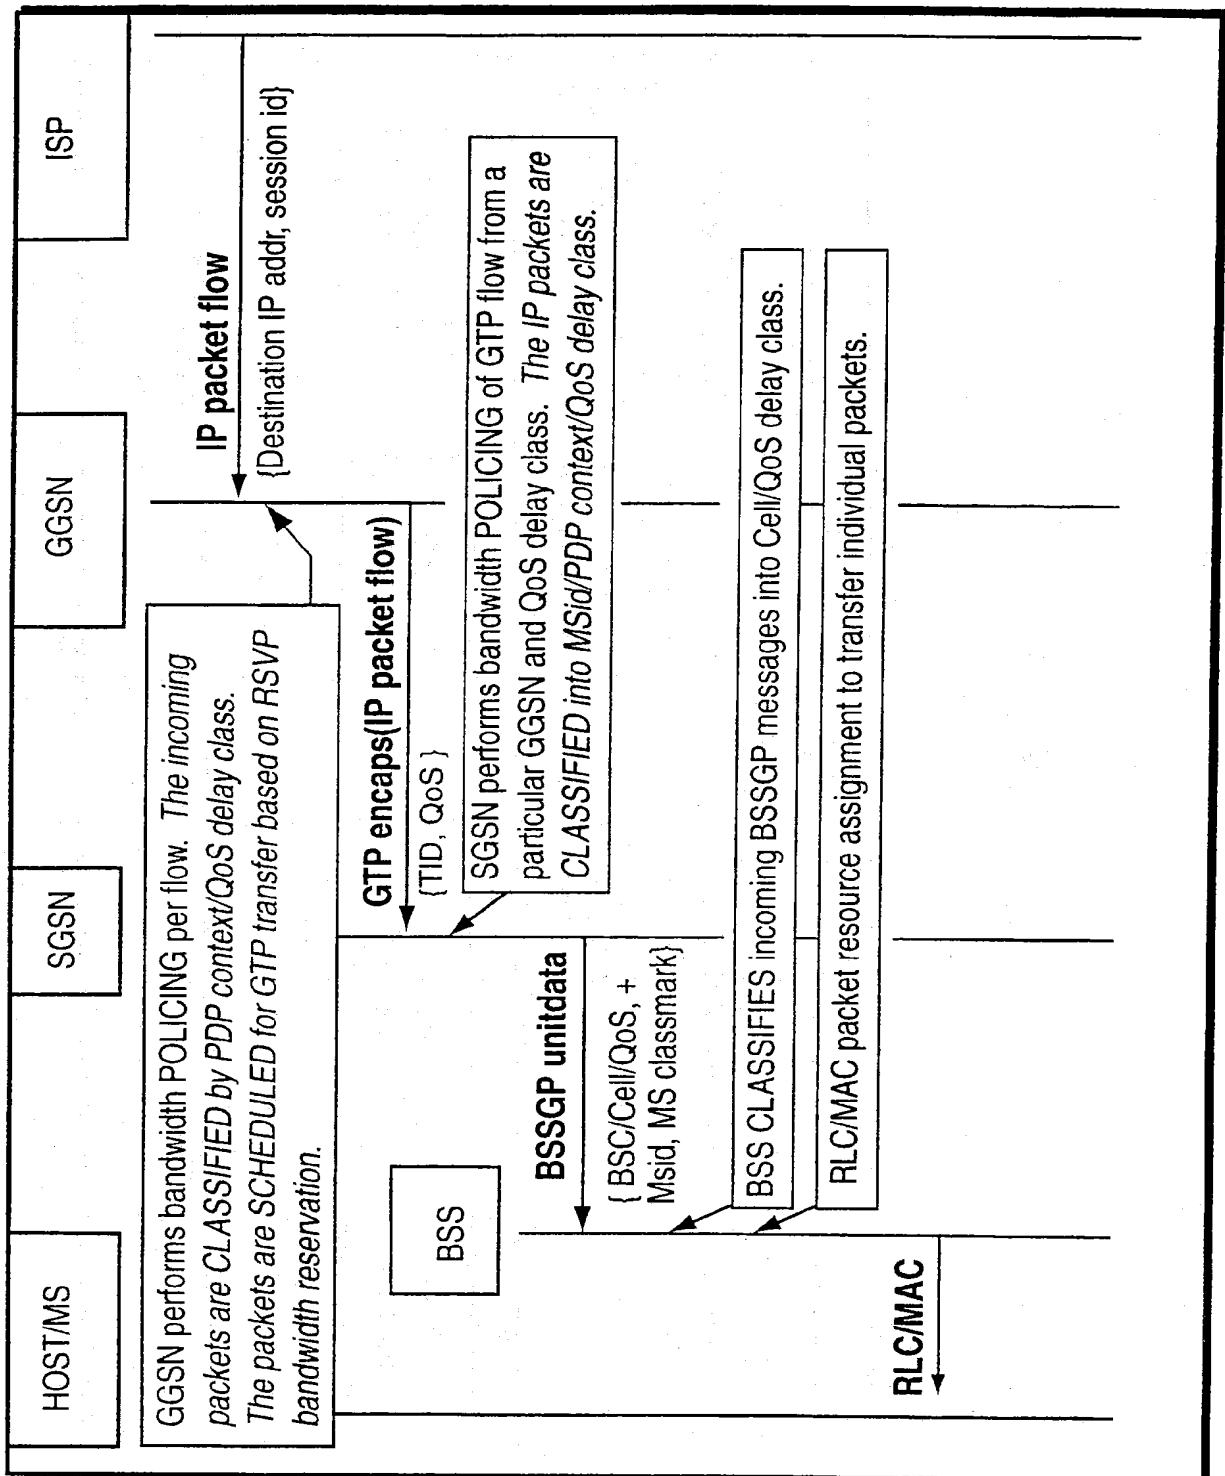 HOST/MS
SGSN
GGSN
ISP
GGSN performs bandwidth POLICING per flow. The incoming
packets are CLASSIFIED by PDP context/QoS delay class.
The packets are SCHEDULED for GTP transfer based on RSVP
bandwidth reservation.
IP packet flow
{Destination IP addr, session id}
GTP encaps(IP packet flow)
{TID, QoS }
SGSN performs bandwidth POLICING of GTP flow from a
particular GGSN and QoS delay class. The IP packets are
CLASSIFIED into MSid/PDP context/QoS delay class.
BSS
BSSGP unitdata
{ BSC/Cell/QoS, +
Msid, MS classmark}
BSS CLASSIFIES incoming BSSGP messages into Cell/QoS delay class.
RLC/MAC packet resource assignment to transfer individual packets.
RLC/MAC